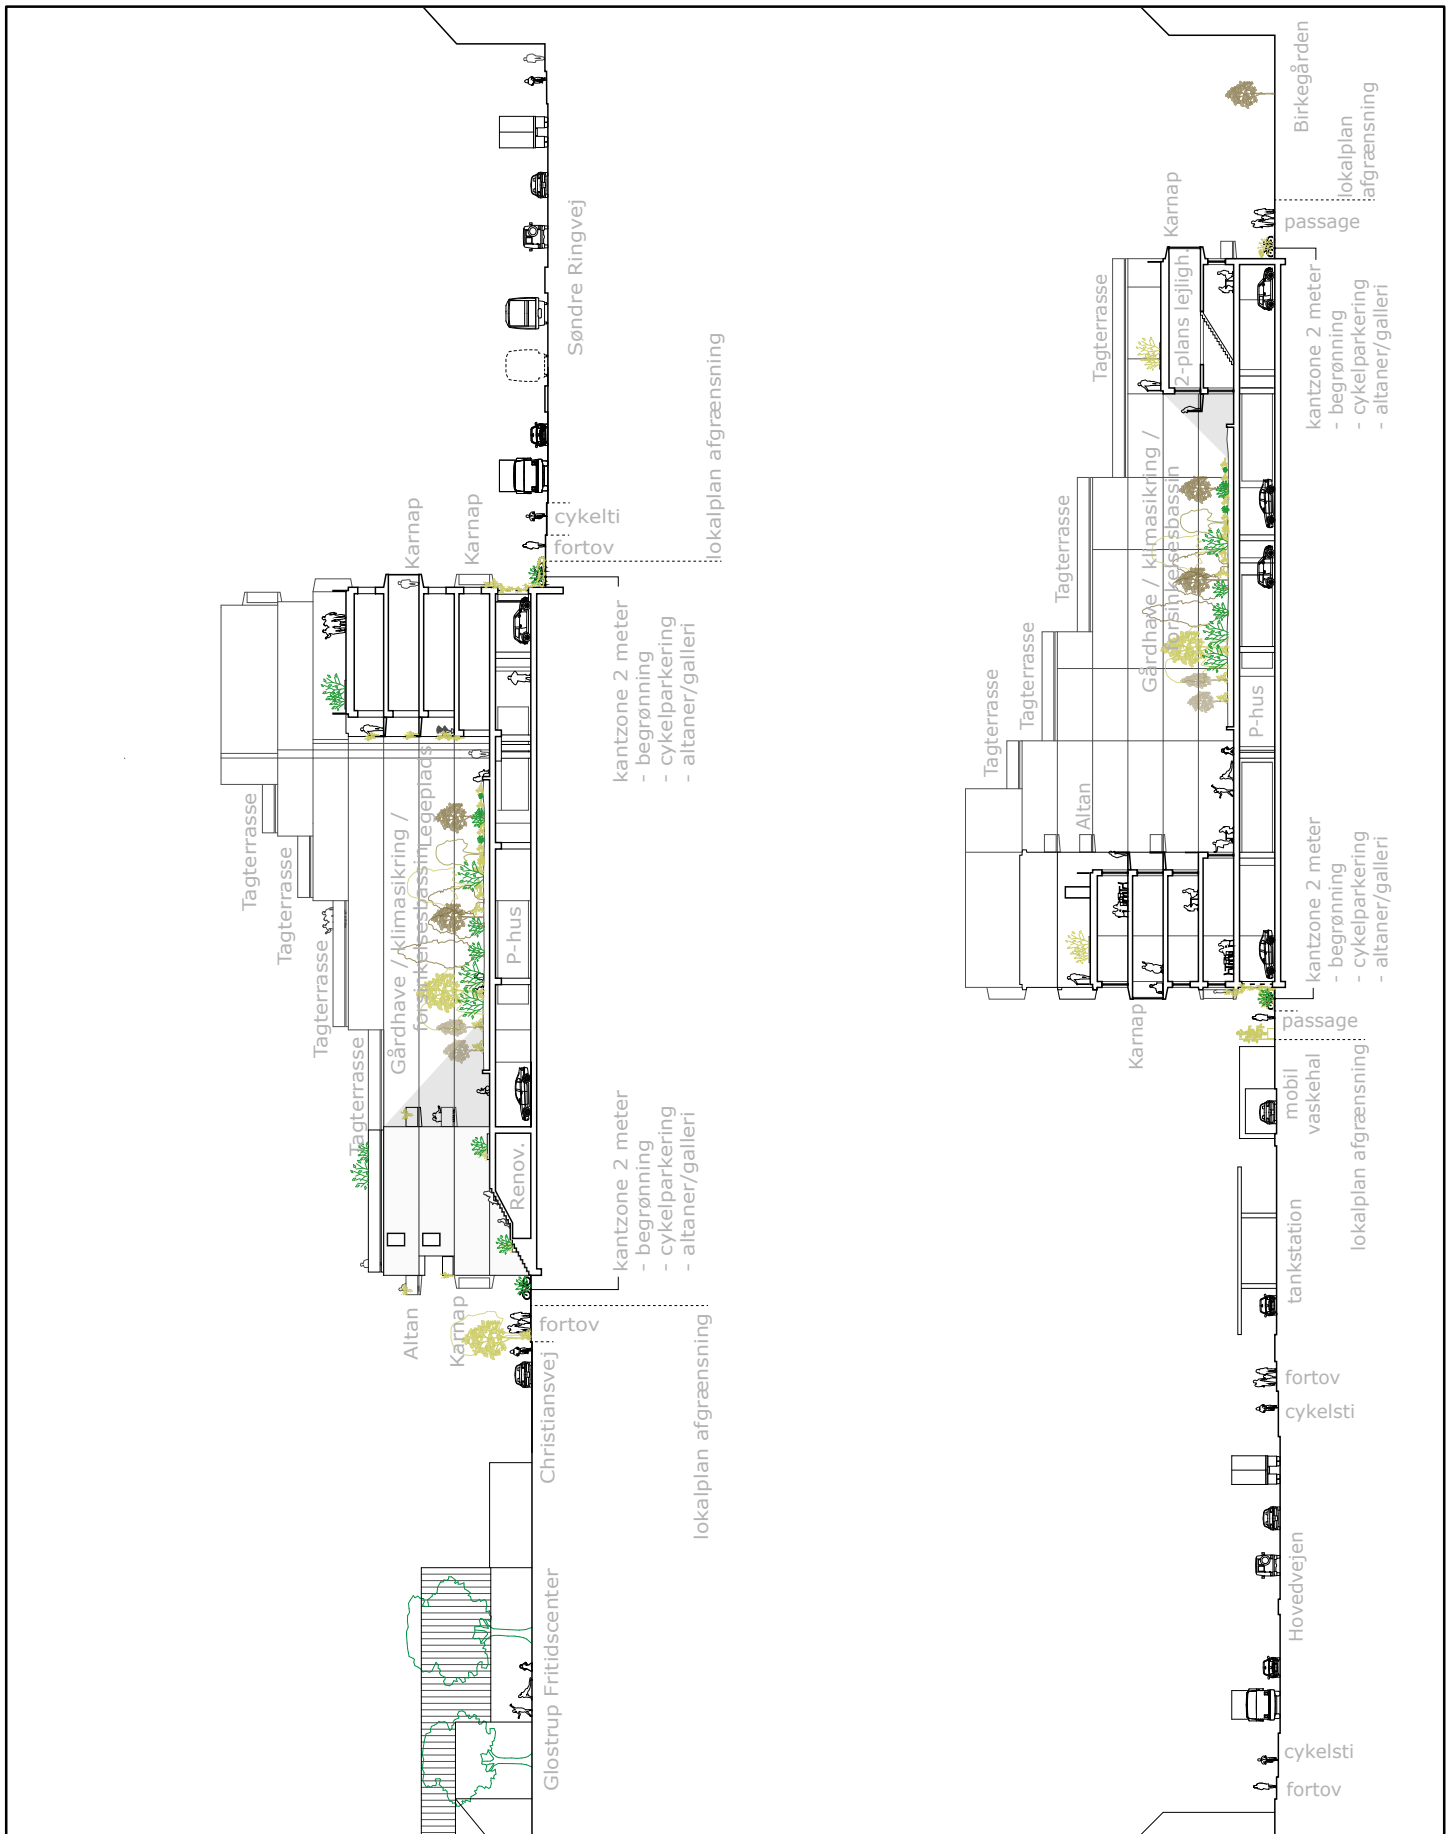 Glostrup Fritidscenter
Christiansvej
fortov
lokalplan afgrænsning
kantzone 2 meter
- begrønning
- cykelparkering
- altaner/galleri
Altan
Karnap
Renov.
Tagterrasse
Tagterrasse
Tagterrasse
Tagterrasse
Gårdhave / klimasikring /
forsinkelsesbassin
Legeplads
P-hus
Karnap
Karnap
kantzone 2 meter
- begrønning
- cykelparkering
- altaner/galleri
fortov
cykelti
lokalplan afgrænsning
Søndre Ringvej
fortov
cykelsti
Hovedvejen
cykelsti
fortov
tankstation
mobil
vaskehal
lokalplan afgrænsning
passage
kantzone 2 meter
- begrønning
- cykelparkering
- altaner/galleri
Karnap
Altan
Tagterrasse
Tagterrasse
Tagterrasse
Tagterrasse
Gårdhave / klimasikring /
forsinkelsesbassin
P-hus
2-plans lejligh.
Karnap
kantzone 2 meter
- begrønning
- cykelparkering
- altaner/galleri
passage
lokalplan
afgrænsning
Birkegården